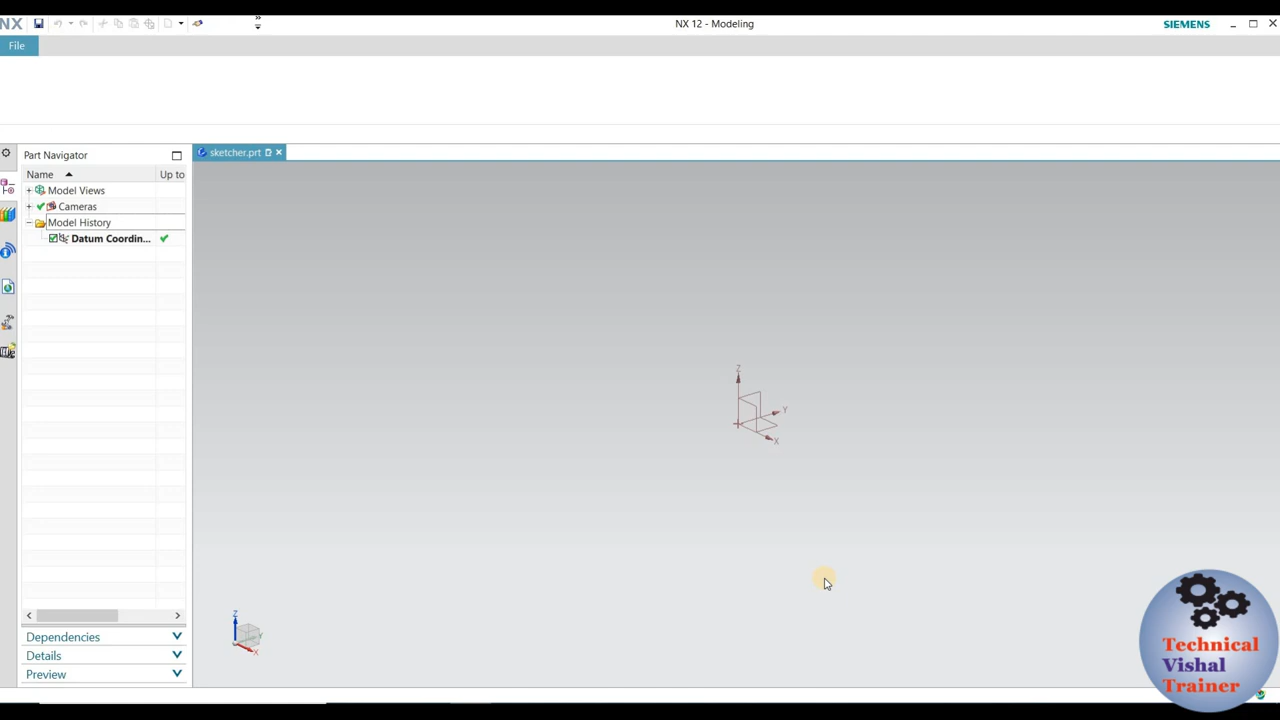 NX
NX 12 - Modeling
SIEMENS
File
Part Navigator
sketcher.prt
Name
Up to
Model Views
Cameras
Model History
Datum Coordin...
Z
Y
X
Z
Y
X
Dependencies
Details
Preview
Technical
Vishal
Trainer